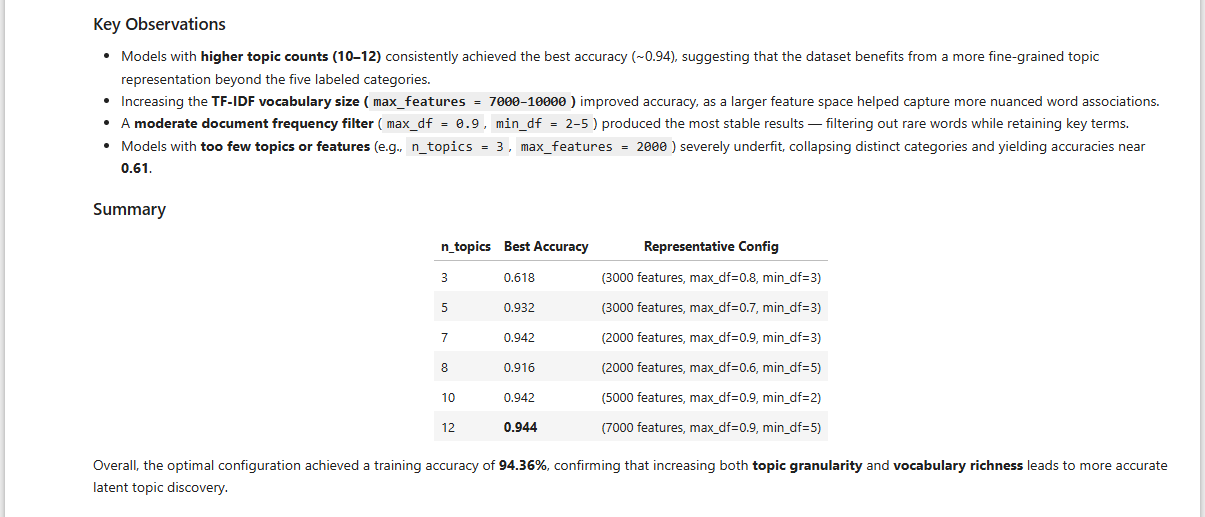 Key Observations
• Models with higher topic counts (10–12) consistently achieved the best accuracy (~0.94), suggesting that the dataset benefits from a more fine-grained topic
representation beyond the five labeled categories.
• Increasing the TF-IDF vocabulary size ( max_features = 7000–10000 ) improved accuracy, as a larger feature space helped capture more nuanced word associations.
• A moderate document frequency filter ( max_df = 0.9 , min_df = 2–5 ) produced the most stable results — filtering out rare words while retaining key terms.
• Models with too few topics or features (e.g., n_topics = 3 , max_features = 2000 ) severely underfit, collapsing distinct categories and yielding accuracies near
0.61.
Summary
n_topics Best Accuracy Representative Config
3 0.618 (3000 features, max_df=0.8, min_df=3)
5 0.932 (3000 features, max_df=0.7, min_df=3)
7 0.942 (2000 features, max_df=0.9, min_df=3)
8 0.916 (2000 features, max_df=0.6, min_df=5)
10 0.942 (5000 features, max_df=0.9, min_df=2)
12 0.944 (7000 features, max_df=0.9, min_df=5)
Overall, the optimal configuration achieved a training accuracy of 94.36%, confirming that increasing both topic granularity and vocabulary richness leads to more accurate
latent topic discovery.